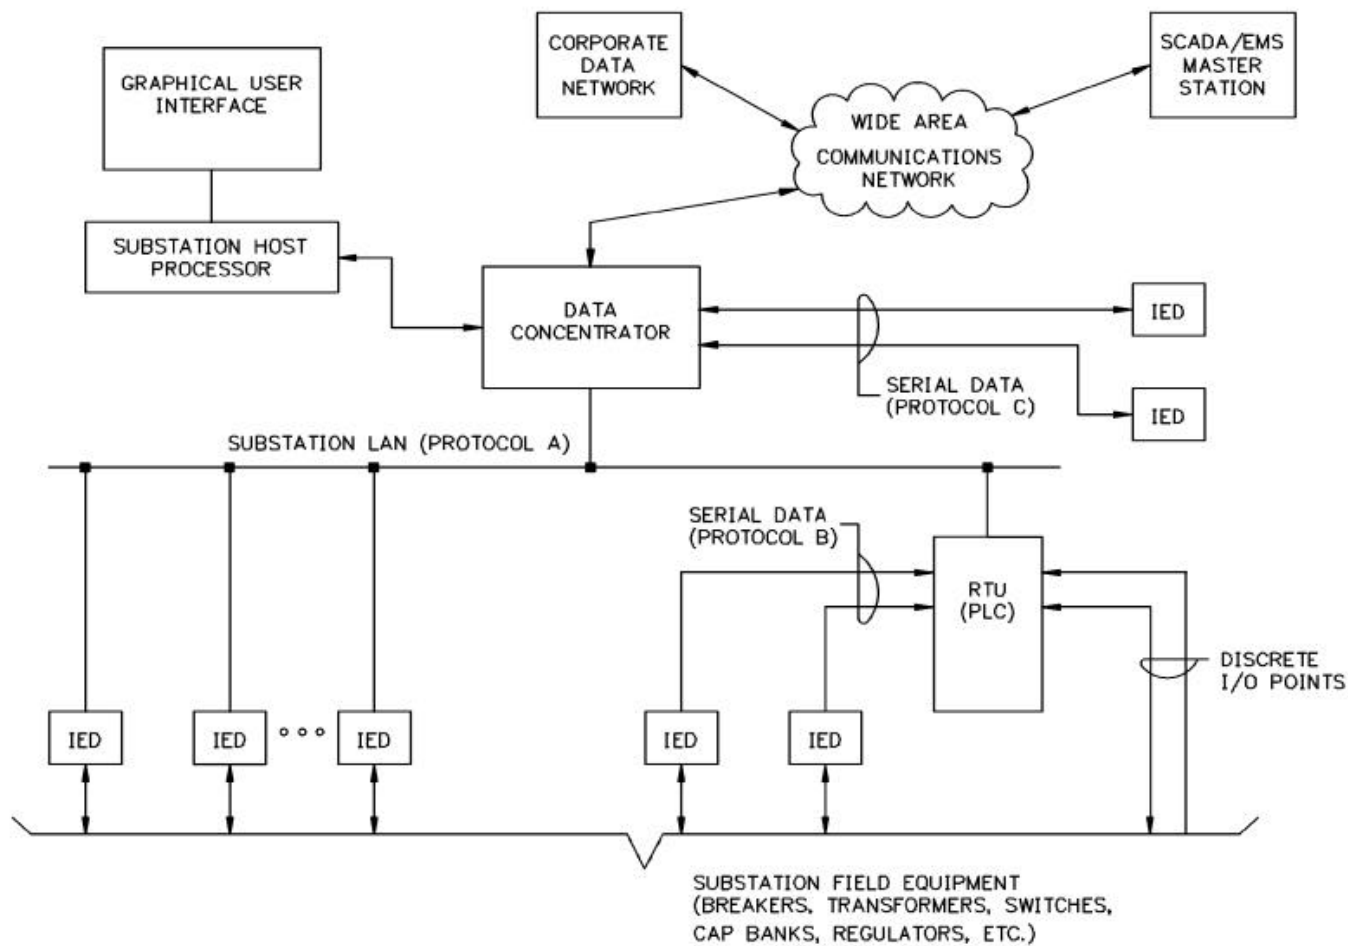 GRAPHICAL USER
INTERFACE
CORPORATE
DATA
NETWORK
SCADA/EMS
MASTER
STATION
WIDE AREA
COMMUNICATIONS
NETWORK
SUBSTATION HOST
PROCESSOR
DATA
CONCENTRATOR
IED
SERIAL DATA
(PROTOCOL C)
IED
SUBSTATION LAN (PROTOCOL A)
SERIAL DATA
(PROTOCOL B)
RTU
(PLC)
DISCRETE
I/O POINTS
IED
IED
IED
IED
IED
SUBSTATION FIELD EQUIPMENT
(BREAKERS, TRANSFORMERS, SWITCHES,
CAP BANKS, REGULATORS, ETC.)